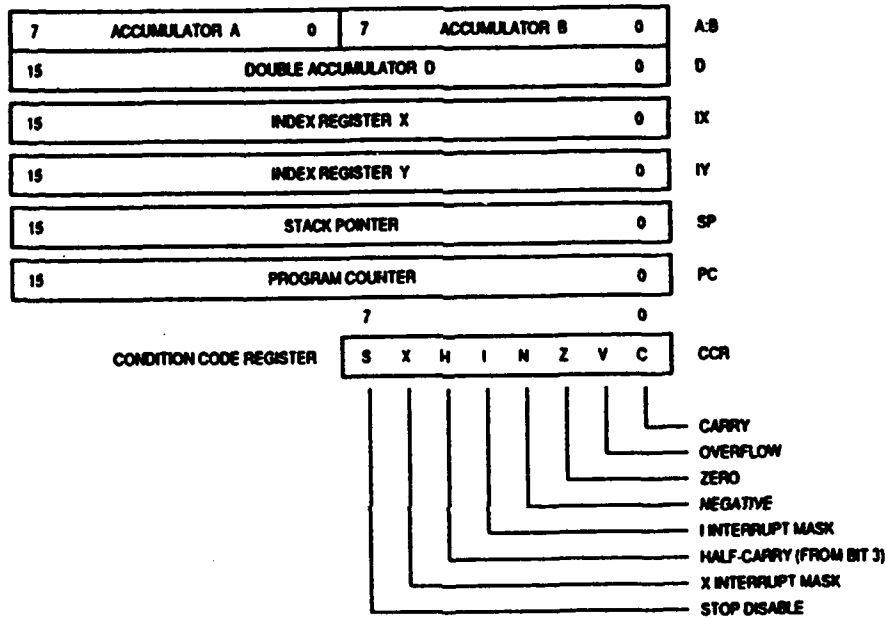 7 ACCUMULATOR A 0 7 ACCUMULATOR B 0 A:B
15 DOUBLE ACCUMULATOR D 0 D
15 INDEX REGISTER X 0 IX
15 INDEX REGISTER Y 0 IY
15 STACK POINTER 0 SP
15 PROGRAM COUNTER 0 PC
7 0
CONDITION CODE REGISTER S X H I N Z V C CCR
CARRY
OVERFLOW
ZERO
NEGATIVE
I INTERRUPT MASK
HALF-CARRY (FROM BIT 3)
X INTERRUPT MASK
STOP DISABLE